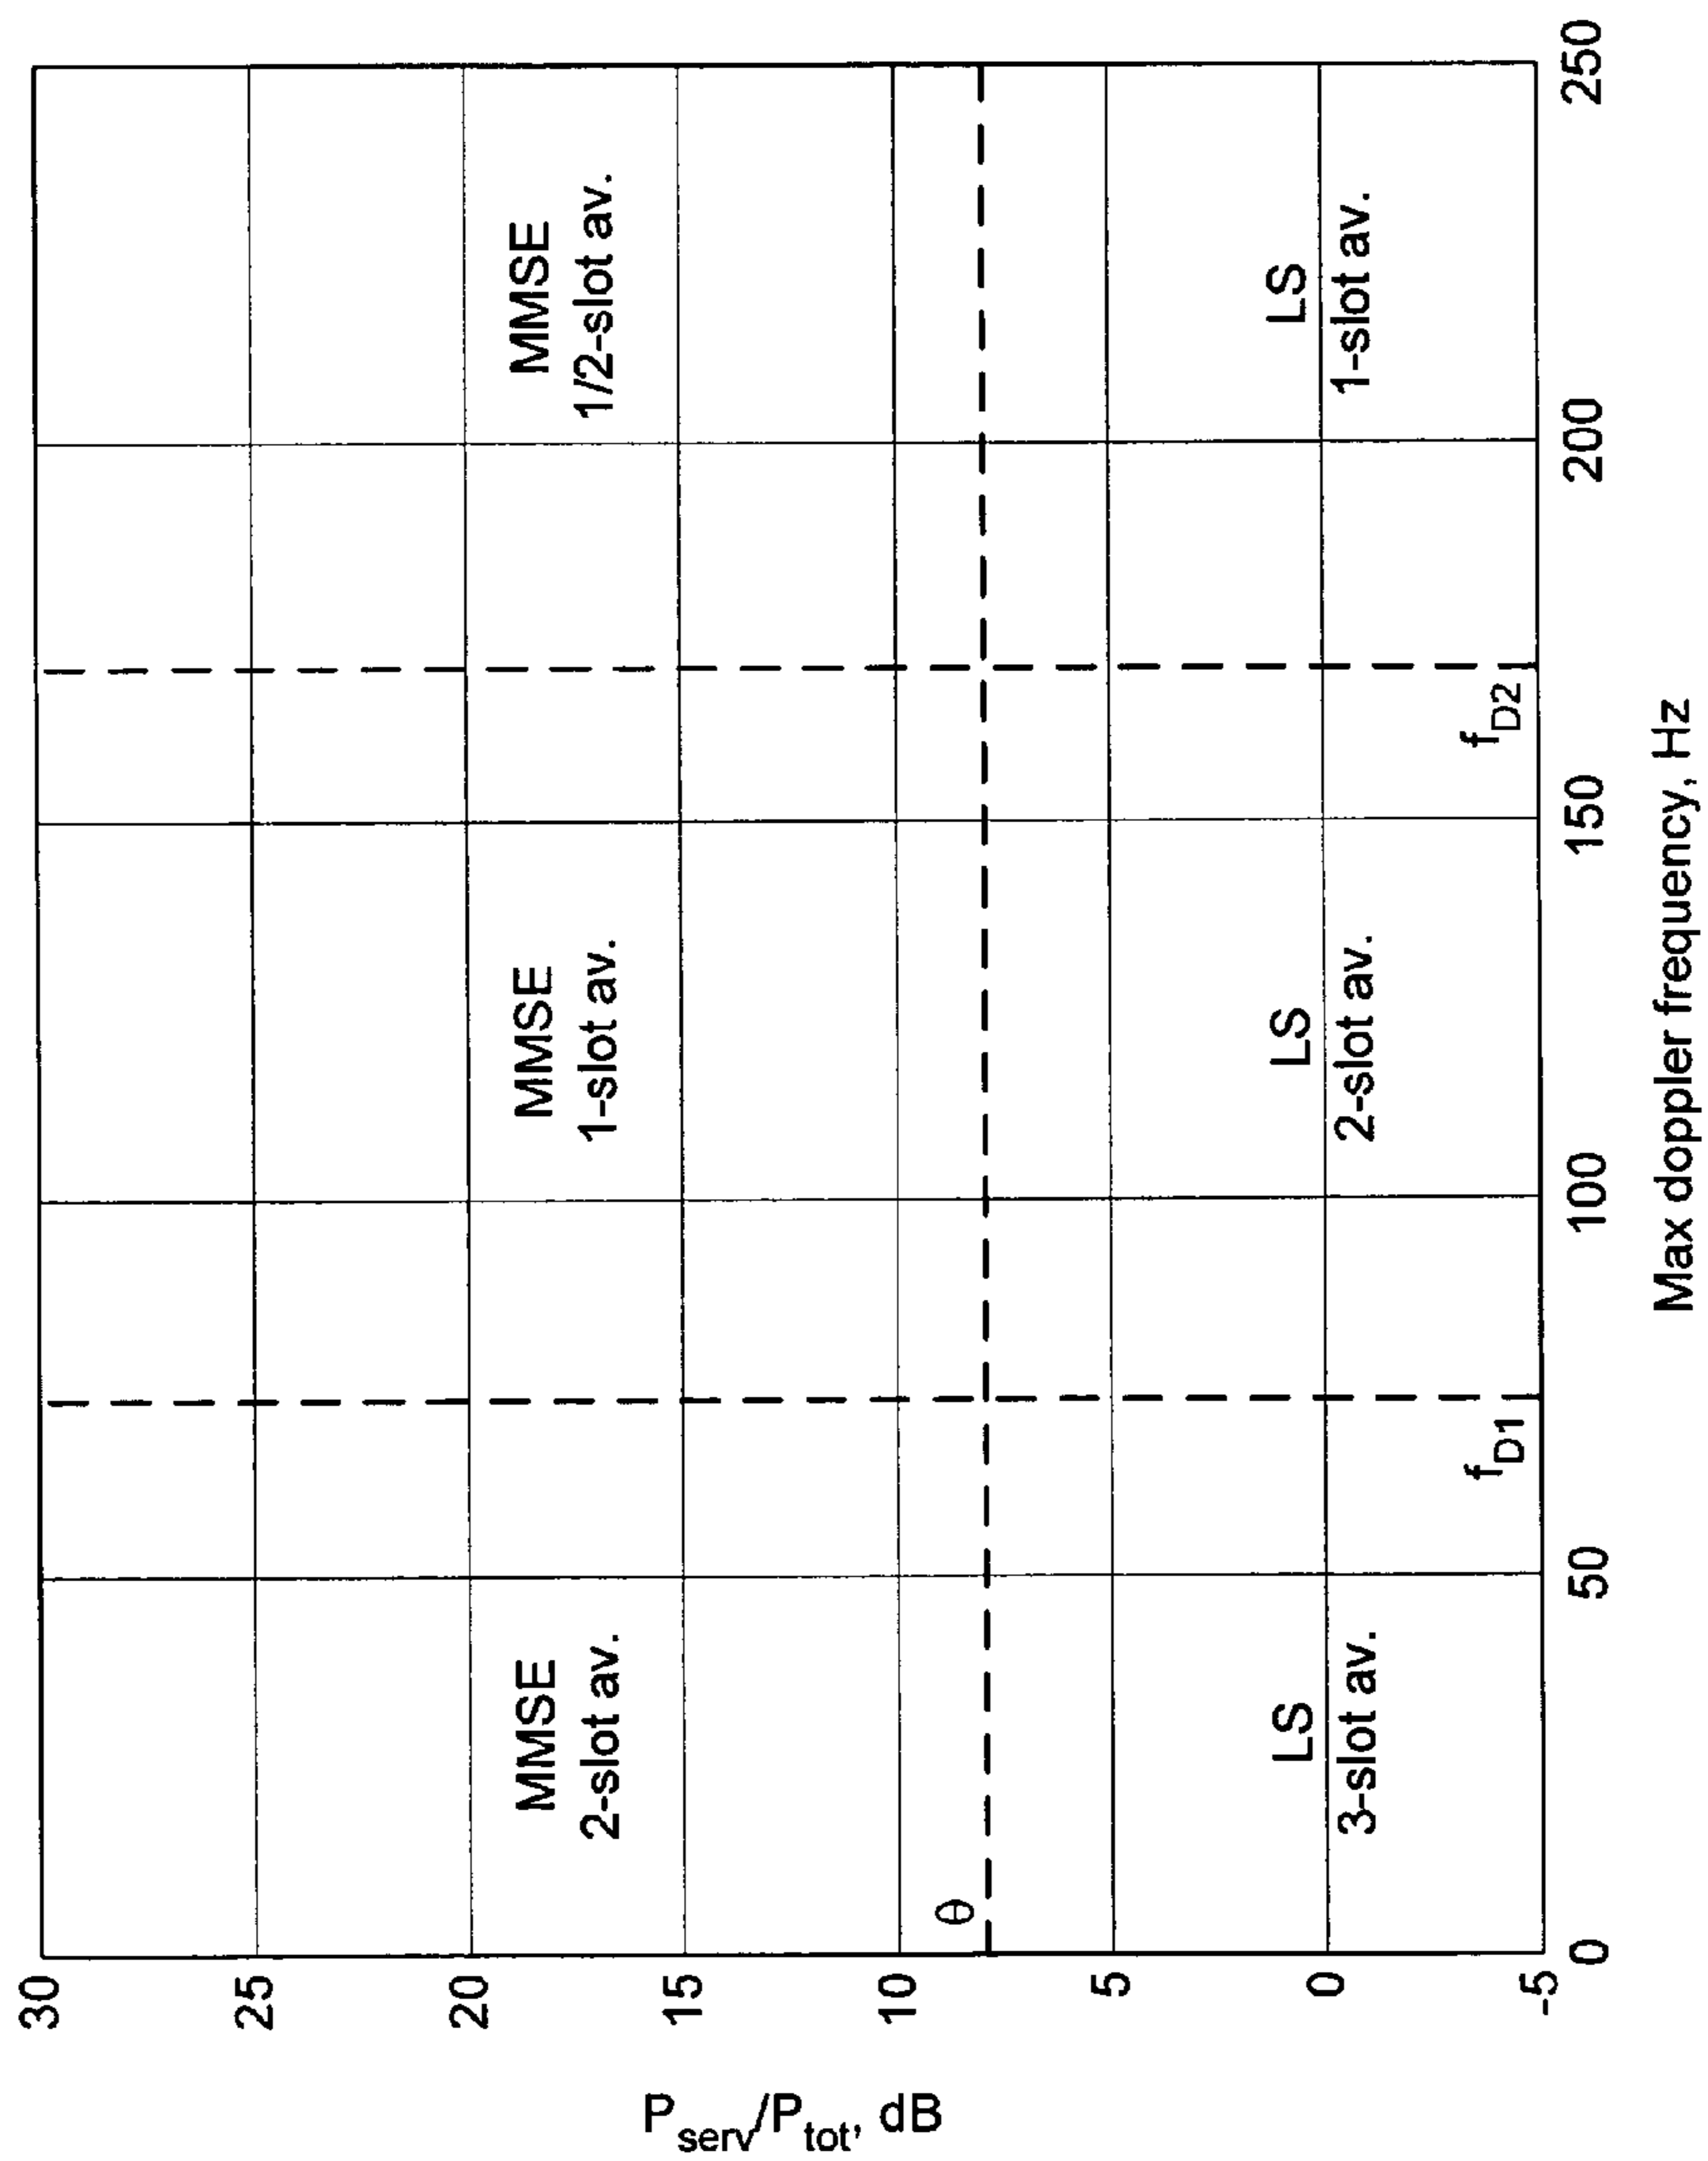 30
25
20
15
10
5
0
-5
P_serv/P_tot, dB
θ
MMSE
2-slot av.
MMSE
1-slot av.
MMSE
1/2-slot av.
LS
3-slot av.
LS
2-slot av.
LS
1-slot av.
f_D1
f_D2
0
50
100
150
200
250
Max doppler frequency, Hz